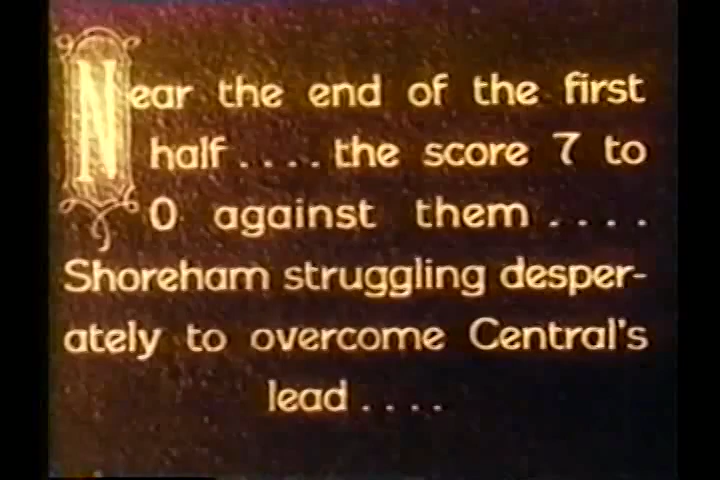 Near the end of the first
half.... the score 7 to
0 against them....
Shoreham struggling desper-
ately to overcome Central's
lead....